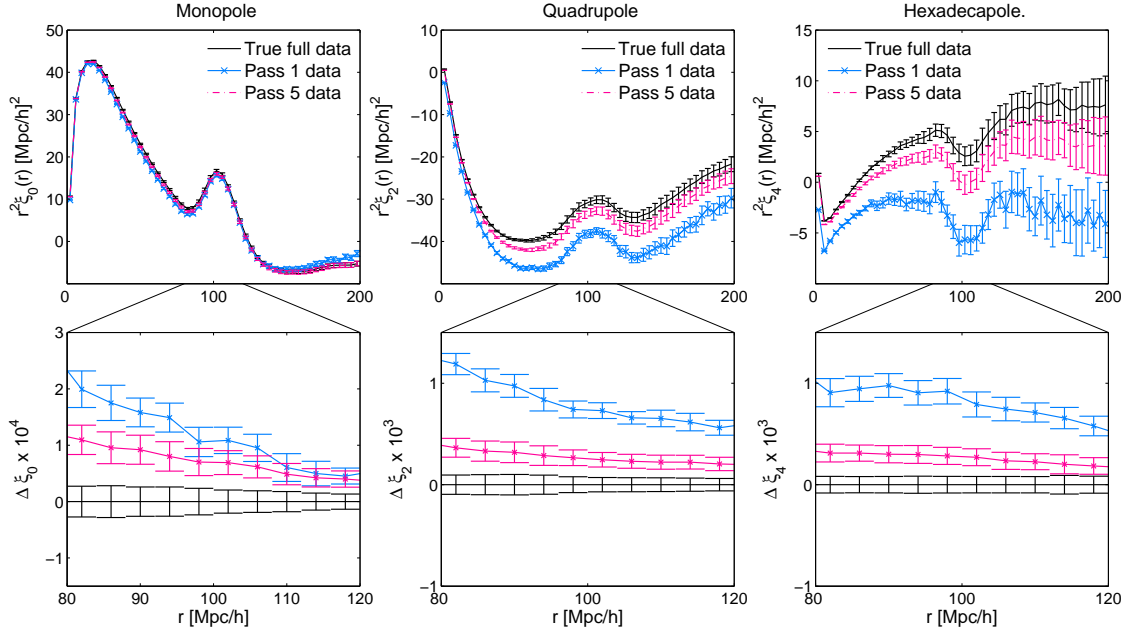 Monopole
Quadrupole
Hexadecapole.
50
40
30
20
10
0
0
100
200
r²ξ₀(r) [Mpc/h]²
True full data
Pass 1 data
Pass 5 data
0
−10
−20
−30
−40
0
100
200
r²ξ₂(r) [Mpc/h]²
True full data
Pass 1 data
Pass 5 data
15
10
5
0
−5
0
100
200
r²ξ₄(r) [Mpc/h]²
True full data
Pass 1 data
Pass 5 data
3
2
1
0
−1
80
90
100
110
120
Δ ξ₀ x 10⁴
r [Mpc/h]
1
0
−1
80
100
120
Δ ξ₂ x 10³
r [Mpc/h]
1
0
−1
80
100
120
Δ ξ₄ x 10³
r [Mpc/h]